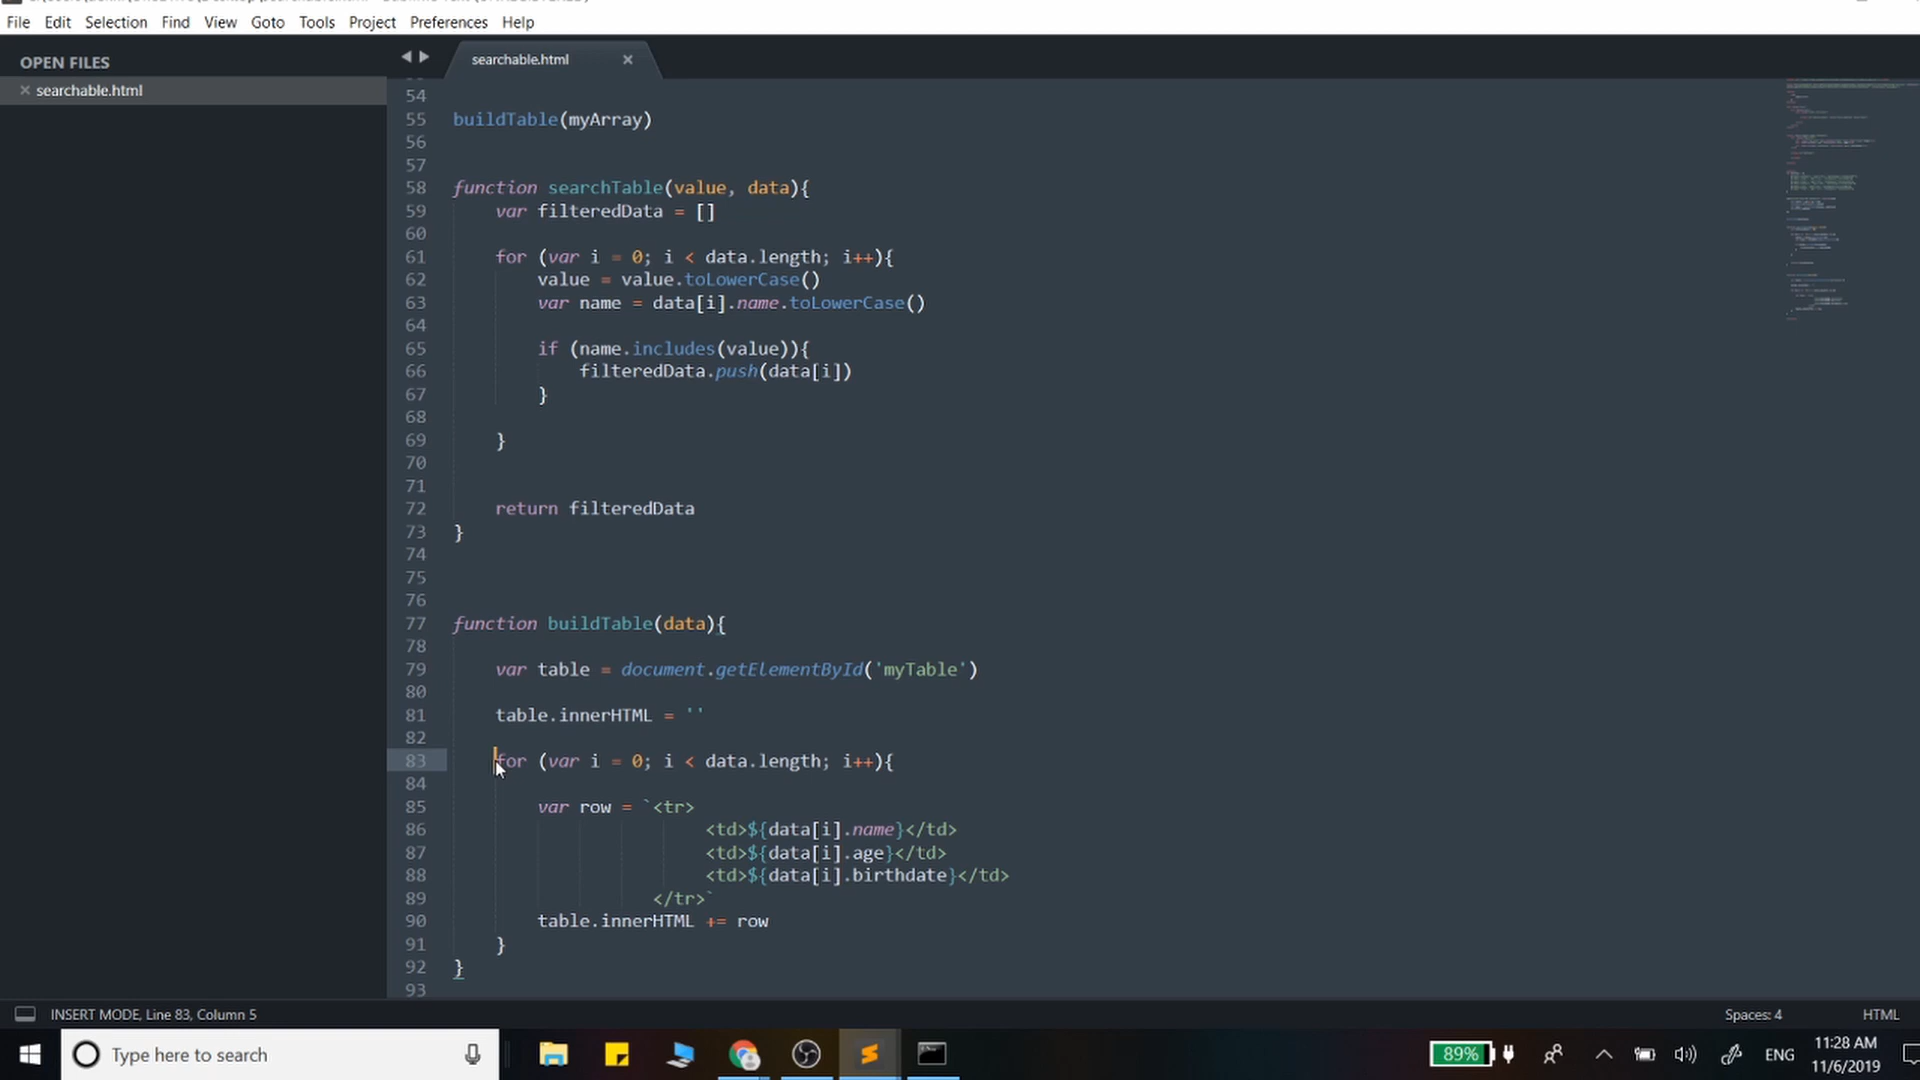 File Edit Selection Find View Goto Tools Project Preferences Help
OPEN FILES
searchable.html
searchable.html
54
55 buildTable(myArray)
56
57
58 function searchTable(value, data){
59 var filteredData = []
60
61 for (var i = 0; i < data.length; i++){
62 value = value.toLowerCase()
63 var name = data[i].name.toLowerCase()
64
65 if (name.includes(value)){
66 filteredData.push(data[i])
67 }
68
69 }
70
71
72 return filteredData
73 }
74
75
76
77 function buildTable(data){
78
79 var table = document.getElementById('myTable')
80
81 table.innerHTML = ''
82
83 for (var i = 0; i < data.length; i++){
84
85 var row = `<tr>
86 <td>${data[i].name}</td>
87 <td>${data[i].age}</td>
88 <td>${data[i].birthdate}</td>
89 </tr>`
90 table.innerHTML += row
91 }
92 }
93
INSERT MODE, Line 83, Column 5 Spaces: 4 HTML
Type here to search
89% ENG
11:28 AM
11/6/2019